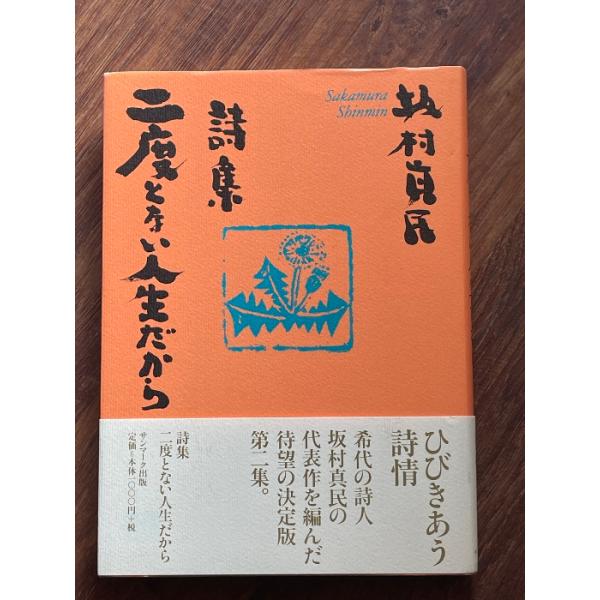 坂村真民
Sakamura
Shinmin
詩集
二度とない人生だから
ひびきあう
詩情
希代の詩人
坂村真民の
代表作を編んだ
待望の決定版
第二集。
詩集
二度とない人生だから
サンマーク出版
定価=本体一〇〇〇円+税